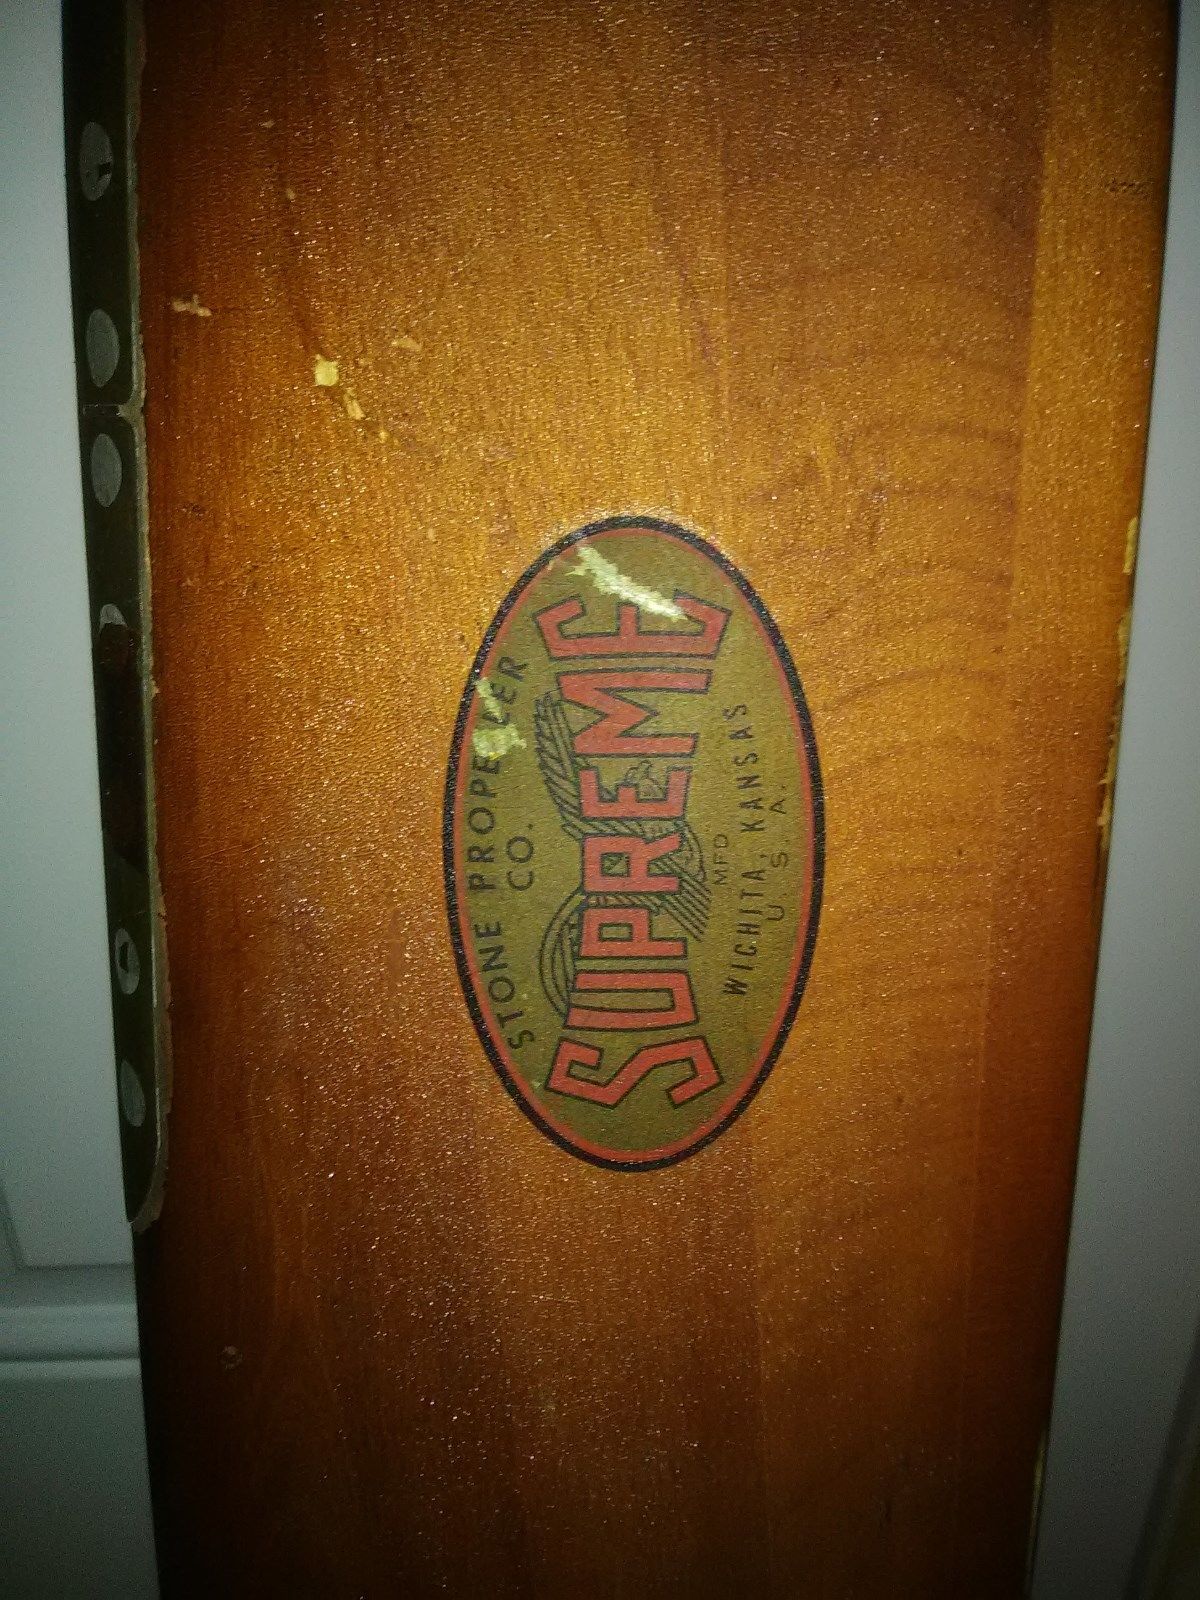 STONE PROPELLER
CO.
SUPREME
MFD
WICHITA, KANSAS
U. S. A.